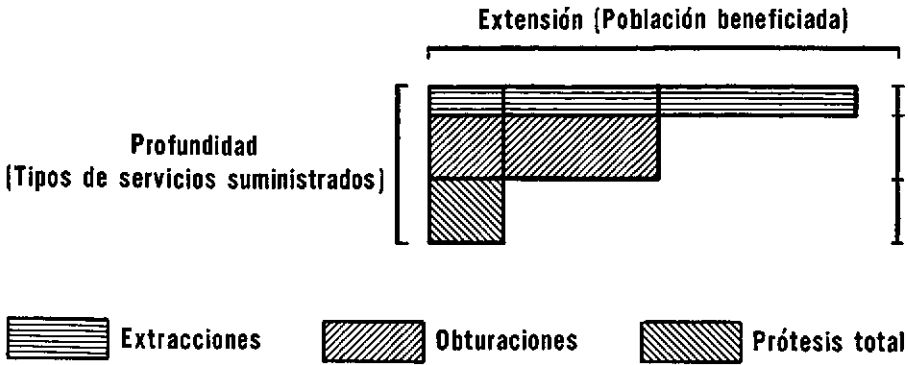 Extensión (Población beneficiada)
Profundidad
(Tipos de servicios suministrados)
Extracciones
Obturaciones
Prótesis total